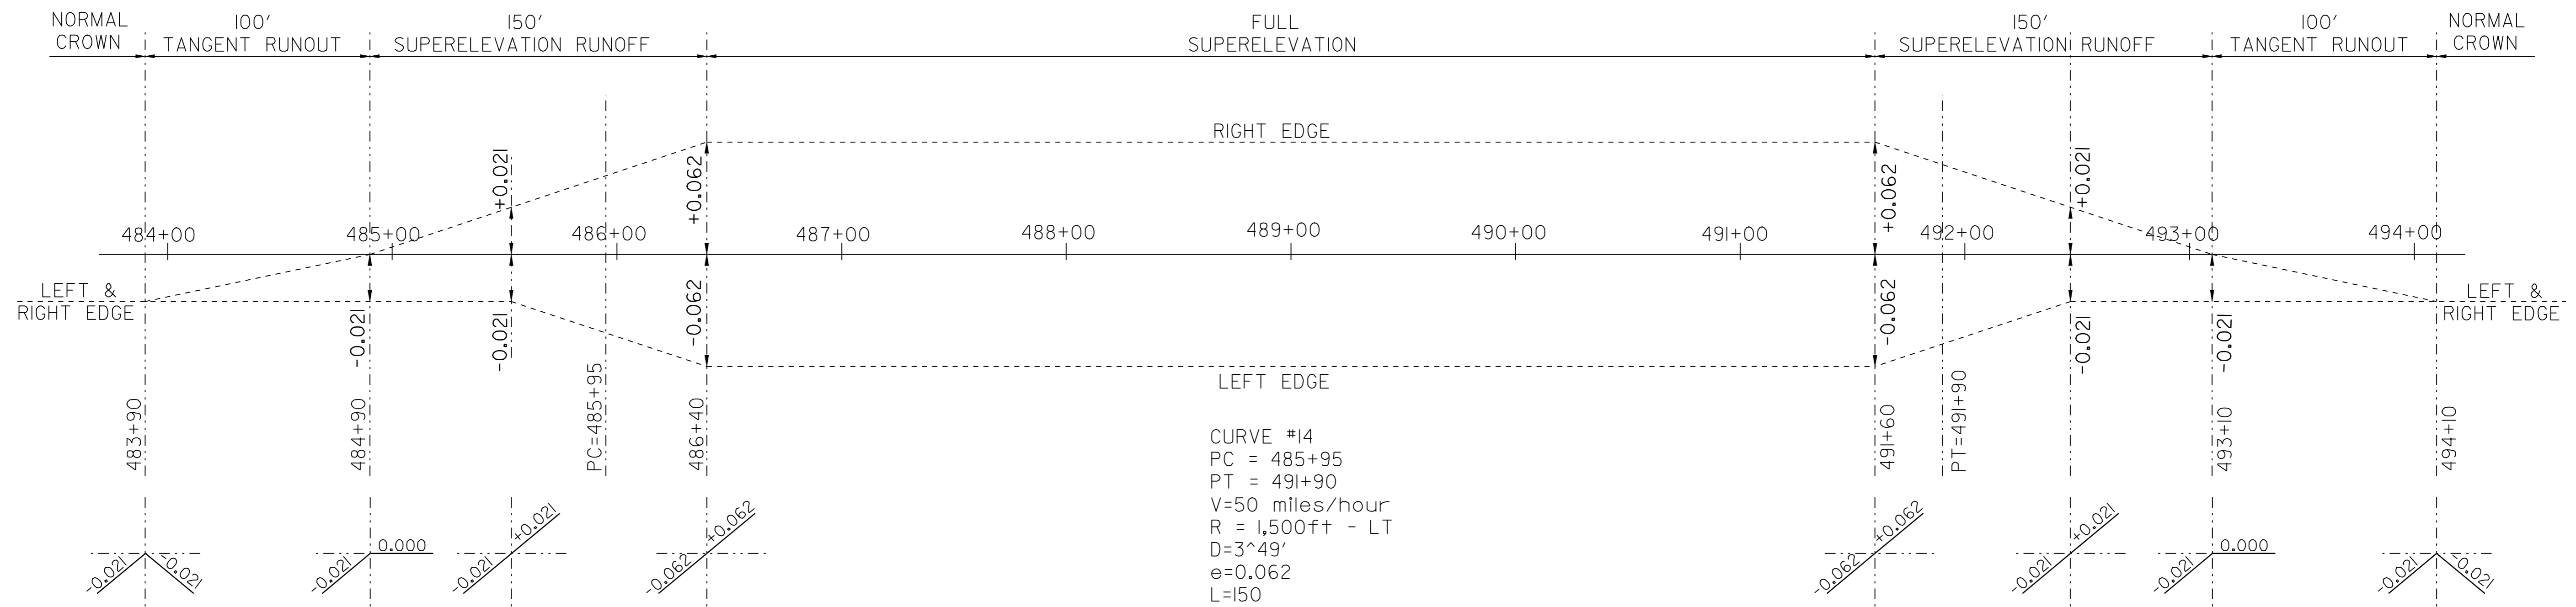 NORMAL
CROWN
100'
TANGENT RUNOUT
150'
SUPERELEVATION RUNOFF
FULL
SUPERELEVATION
150'
SUPERELEVATION RUNOFF
100'
TANGENT RUNOUT
NORMAL
CROWN
RIGHT EDGE
+0.021
+0.062
+0.062
+0.021
484+00
485+00
486+00
487+00
488+00
489+00
490+00
491+00
492+00
493+00
494+00
LEFT &
RIGHT EDGE
-0.021
-0.021
-0.062
-0.062
-0.021
-0.021
LEFT &
RIGHT EDGE
LEFT EDGE
483+90
484+90
PC=485+95
486+40
491+60
PT=491+90
493+10
494+10
CURVE #14
PC = 485+95
PT = 491+90
V=50 miles/hour
R = 1,500ft - LT
D=3^49'
e=0.062
L=150
-0.021
-0.021
-0.021
0.000
-0.021
+0.021
-0.062
+0.062
-0.062
+0.062
-0.021
+0.021
-0.021
0.000
-0.021
-0.021